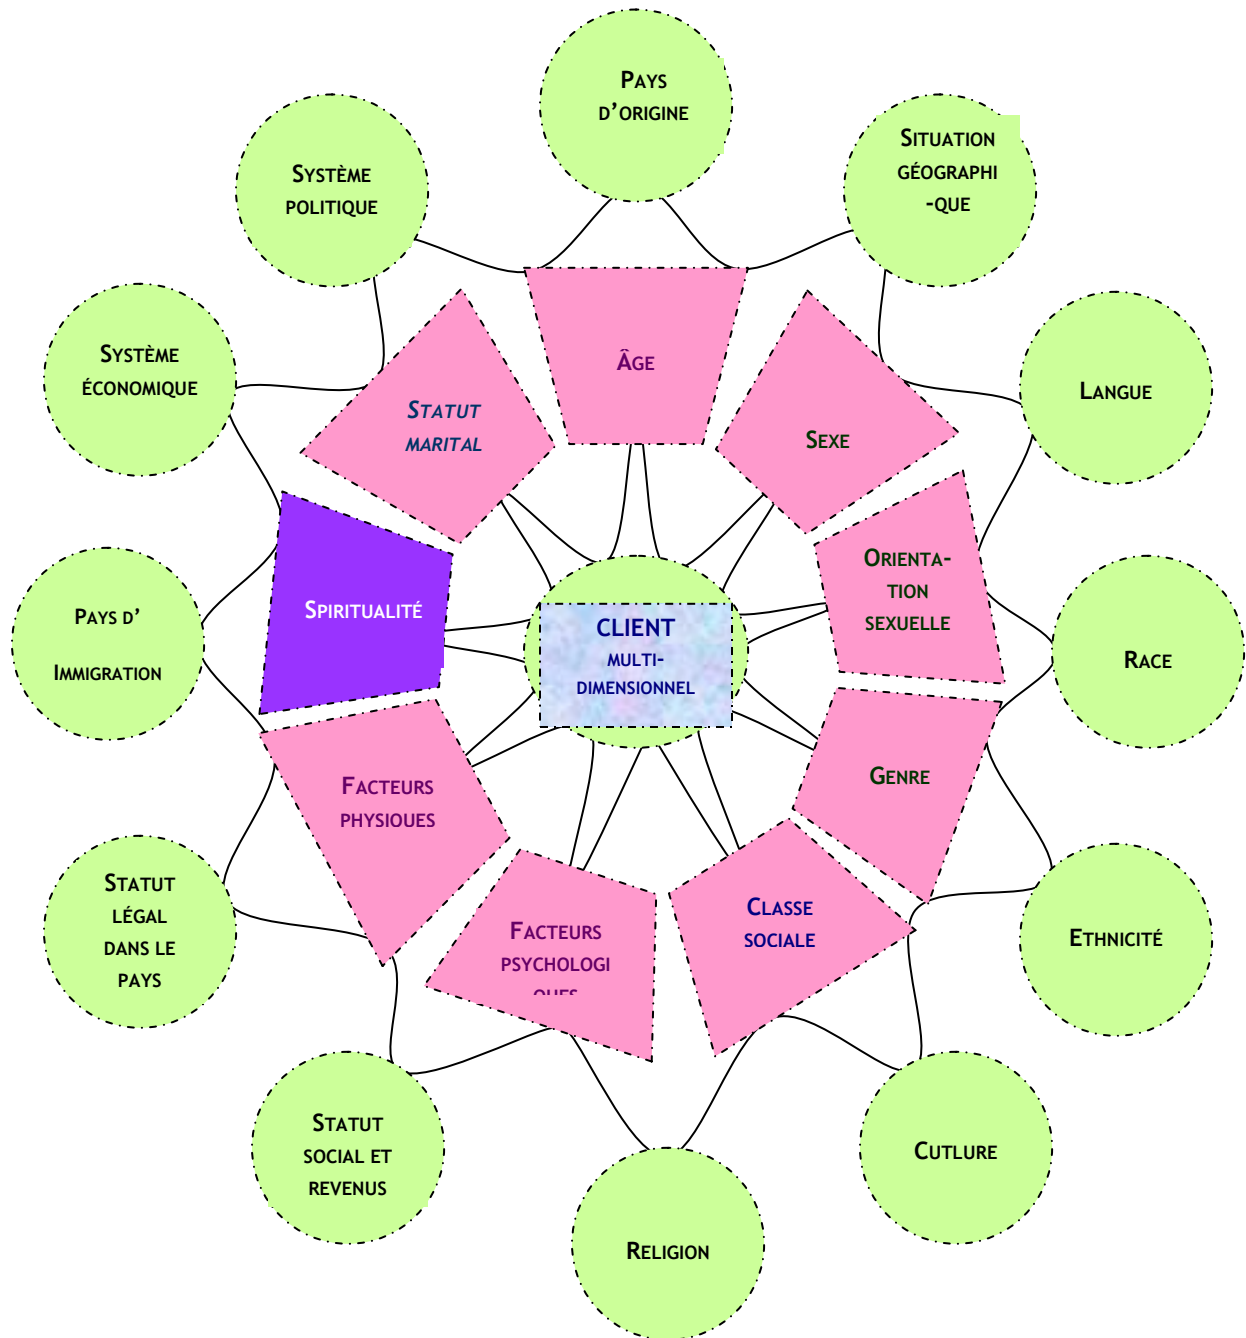 PAYS
D'ORIGINE
SITUATION
GÉOGRAPHI
-QUE
SYSTÈME
POLITIQUE
LANGUE
SYSTÈME
ÉCONOMIQUE
ÂGE
STATUT
MARITAL
SEXE
ORIENTA-
TION
SEXUELLE
SPIRITUALITÉ
CLIENT
MULTI-
DIMENSIONNEL
PAYS D'
IMMIGRATION
RACE
GENRE
FACTEURS
PHYSIOUES
CLASSE
SOCIALE
FACTEURS
PSYCHOLOGI
QUES
STATUT
LÉGAL
DANS LE
PAYS
ETHNICITÉ
STATUT
SOCIAL ET
REVENUS
CUTLURE
RELIGION